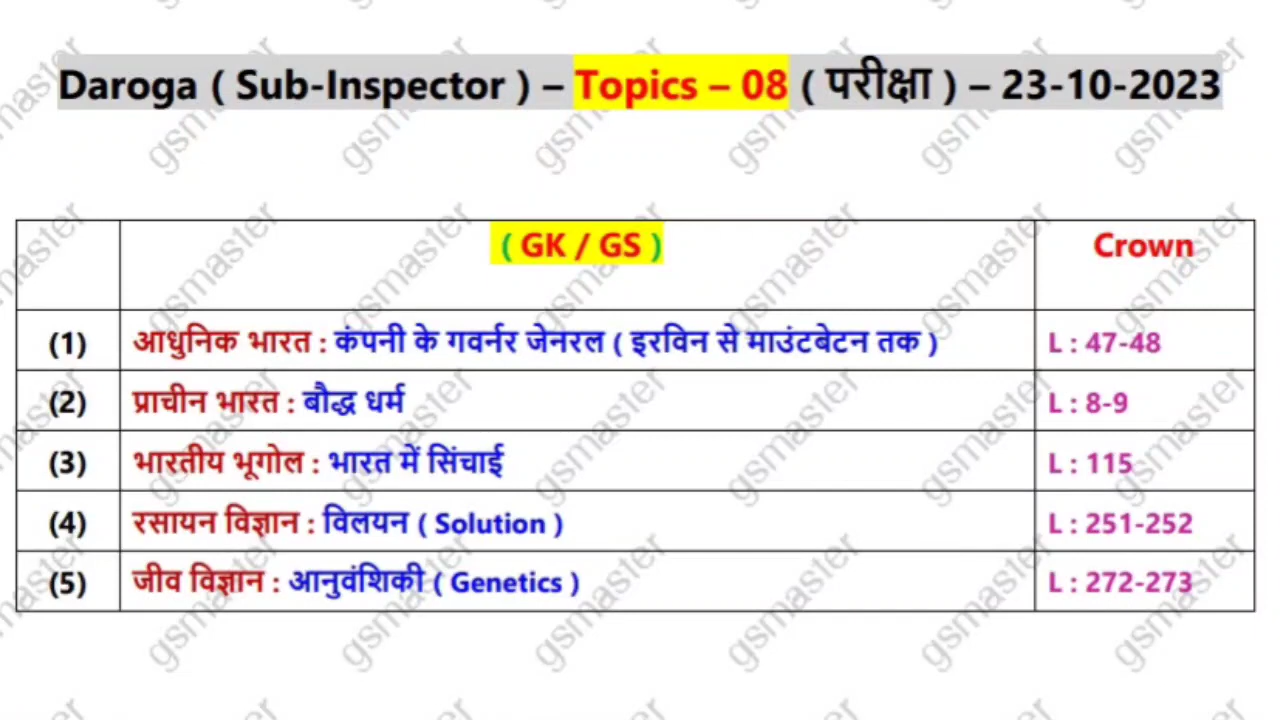 Daroga ( Sub-Inspector ) – Topics – 08 ( परीक्षा ) – 23-10-2023
( GK / GS ) Crown
(1) आधुनिक भारत : कंपनी के गवर्नर जेनरल ( इरविन से माउंटबेटन तक ) L : 47-48
(2) प्राचीन भारत : बौद्ध धर्म L : 8-9
(3) भारतीय भूगोल : भारत में सिंचाई L : 115
(4) रसायन विज्ञान : विलयन ( Solution ) L : 251-252
(5) जीव विज्ञान : आनुवंशिकी ( Genetics ) L : 272-273
gsmaster